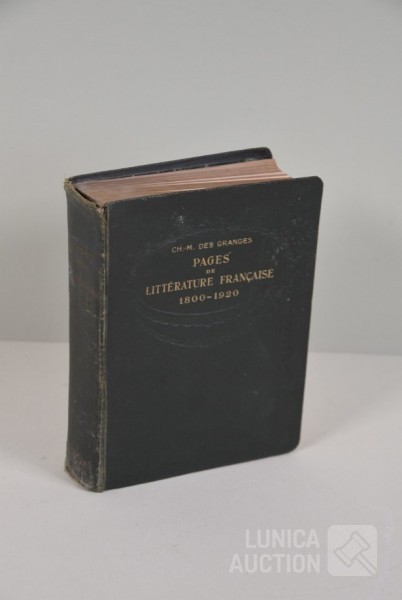 CH.-M. DES GRANGES
PAGES
DE
LITTÉRATURE FRANÇAISE
1800-1920
LUNICA
AUCTION